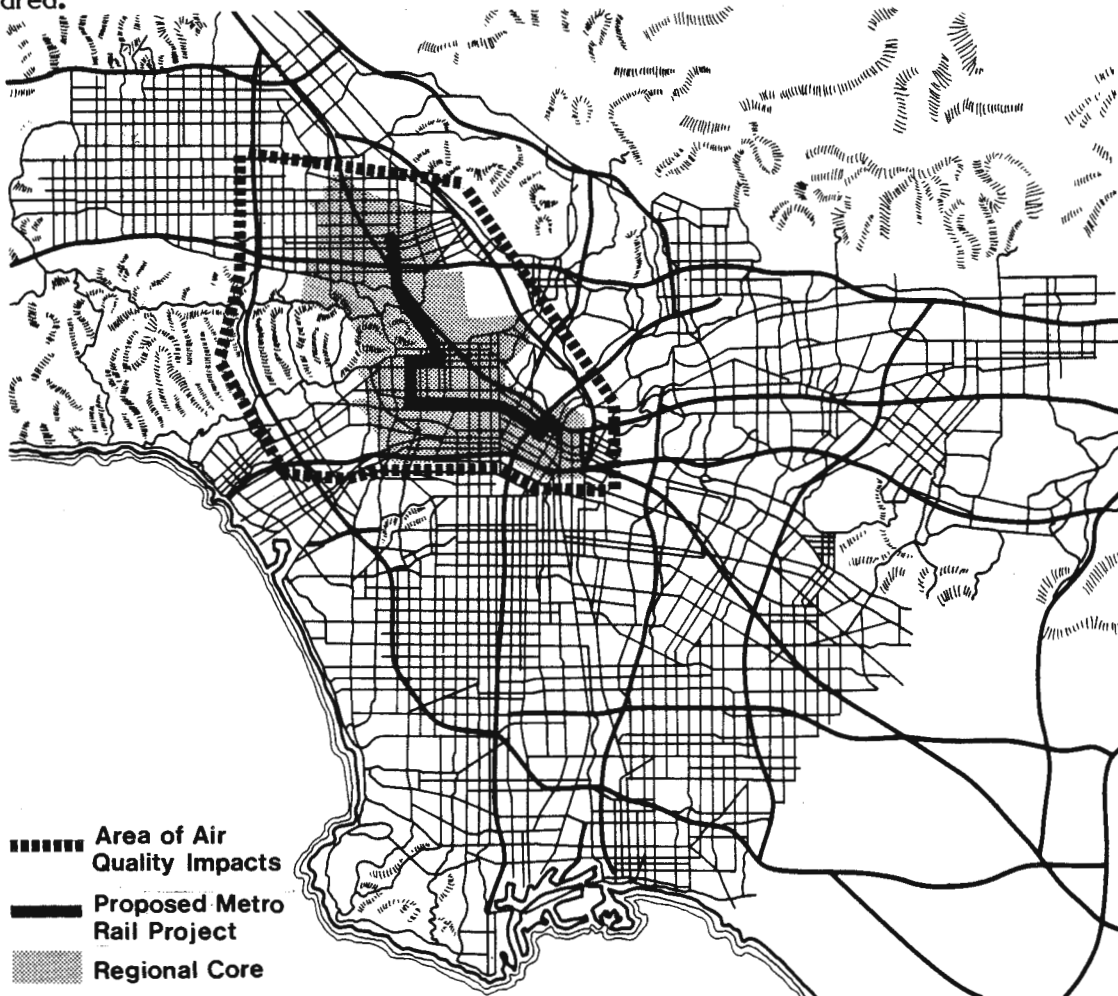 area.
Area of Air
Quality Impacts
Proposed Metro
Rail Project
Regional Core